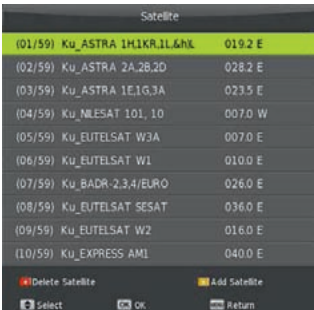 Satellite
(01/59) Ku_ASTRA 1H,1KR,1L,&h)L 019.2 E
(02/59) Ku_ASTRA 2A,2B,2D 028.2 E
(03/59) Ku_ASTRA 1E,1G,3A 023.5 E
(04/59) Ku_NILESAT 101, 10 007.0 W
(05/59) Ku_EUTELSAT W3A 007.0 E
(06/59) Ku_EUTELSAT W1 010.0 E
(07/59) Ku_BADR-2,3,4/EURO 026.0 E
(08/59) Ku_EUTELSAT SESAT 036.0 E
(09/59) Ku_EUTELSAT W2 016.0 E
(10/59) Ku_EXPRESS AM1 040.0 E
Delete Satellite Add Satellite
Select OK OK MENU Return